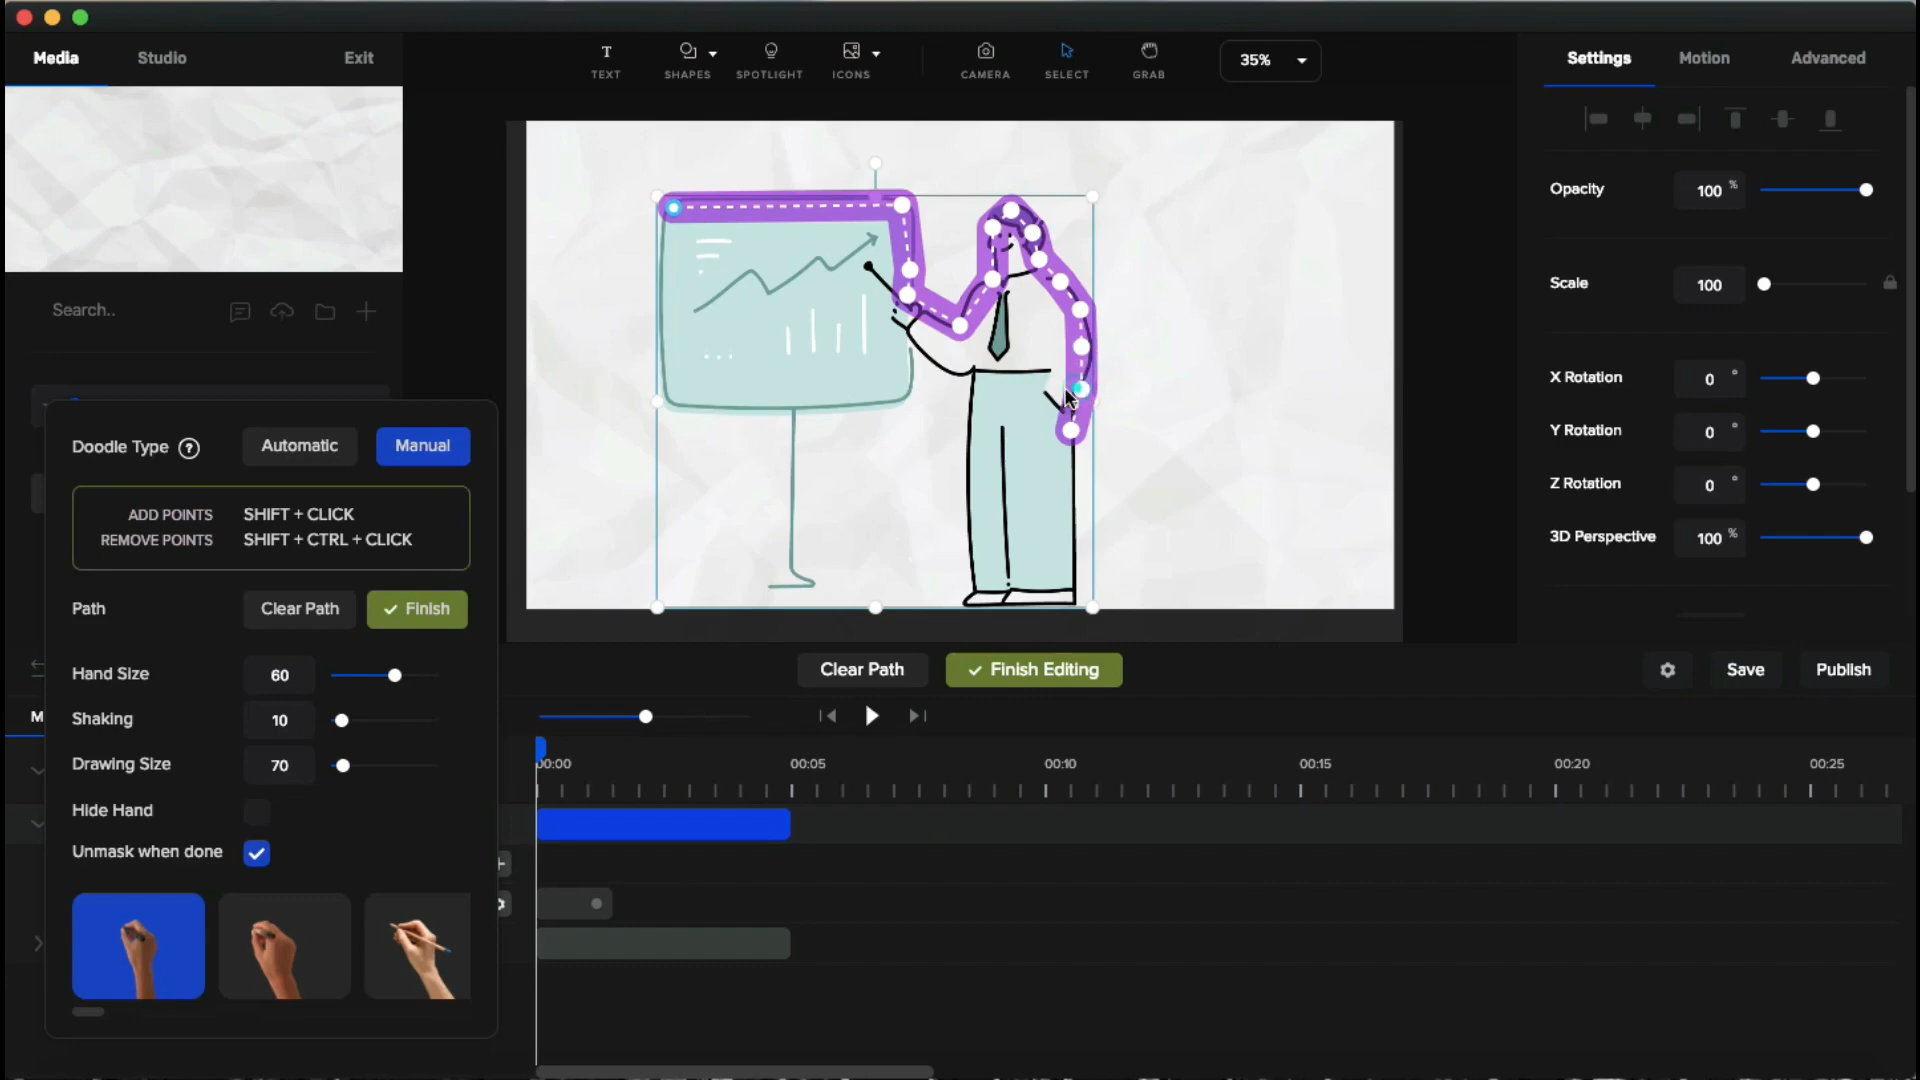 Media Studio Exit
TEXT SHAPES SPOTLIGHT ICONS CAMERA SELECT GRAB
35%
Settings Motion Advanced
Opacity 100 %
Scale 100
X Rotation 0 °
Y Rotation 0 °
Z Rotation 0 °
3D Perspective 100 %
Search..
Doodle Type ? Automatic Manual
ADD POINTS SHIFT + CLICK
REMOVE POINTS SHIFT + CTRL + CLICK
Path Clear Path Finish
Hand Size 60
Shaking 10
Drawing Size 70
Hide Hand
Unmask when done
Clear Path Finish Editing
Save Publish
M
00:00 00:05 00:10 00:15 00:20 00:25